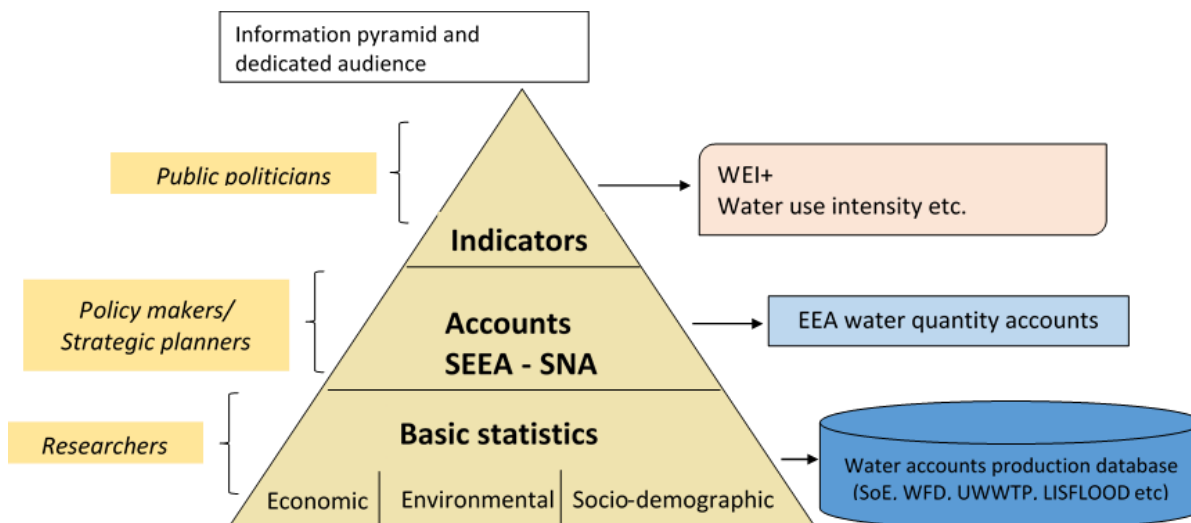 Information pyramid and
dedicated audience
Public politicians
WEI+
Water use intensity etc.
Indicators
Policy makers/
Strategic planners
Accounts
SEEA - SNA
EEA water quantity accounts
Researchers
Basic statistics
Water accounts production database
(SoE, WFD, UWWTP, LISFLOOD etc)
Economic
Environmental
Socio-demographic